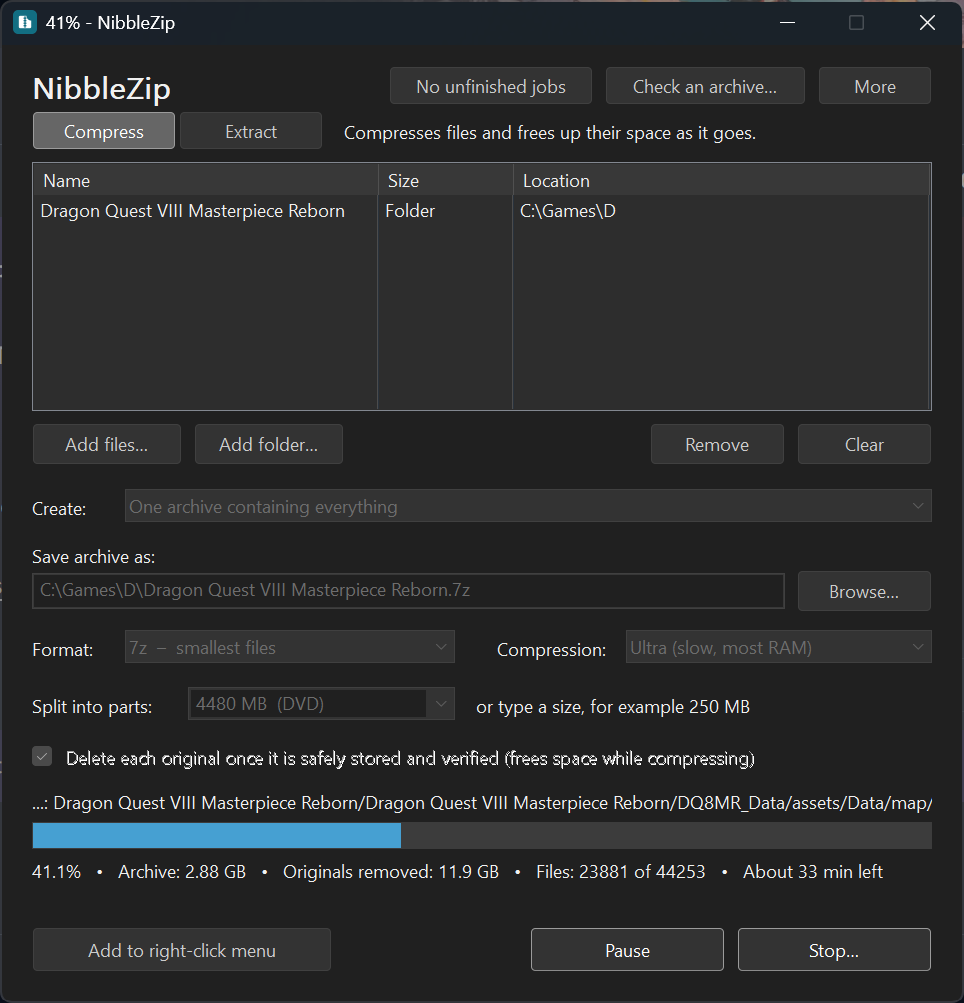 41% - NibbleZip
NibbleZip
No unfinished jobs
Check an archive...
More
Compress
Extract
Compresses files and frees up their space as it goes.
Name Size Location
Dragon Quest VIII Masterpiece Reborn Folder C:\Games\D
Add files...
Add folder...
Remove
Clear
Create: One archive containing everything
Save archive as:
C:\Games\D\Dragon Quest VIII Masterpiece Reborn.7z
Browse...
Format: 7z – smallest files
Compression: Ultra (slow, most RAM)
Split into parts: 4480 MB (DVD) or type a size, for example 250 MB
Delete each original once it is safely stored and verified (frees space while compressing)
...: Dragon Quest VIII Masterpiece Reborn/Dragon Quest VIII Masterpiece Reborn/DQ8MR_Data/assets/Data/map/
41.1% • Archive: 2.88 GB • Originals removed: 11.9 GB • Files: 23881 of 44253 • About 33 min left
Add to right-click menu
Pause
Stop...